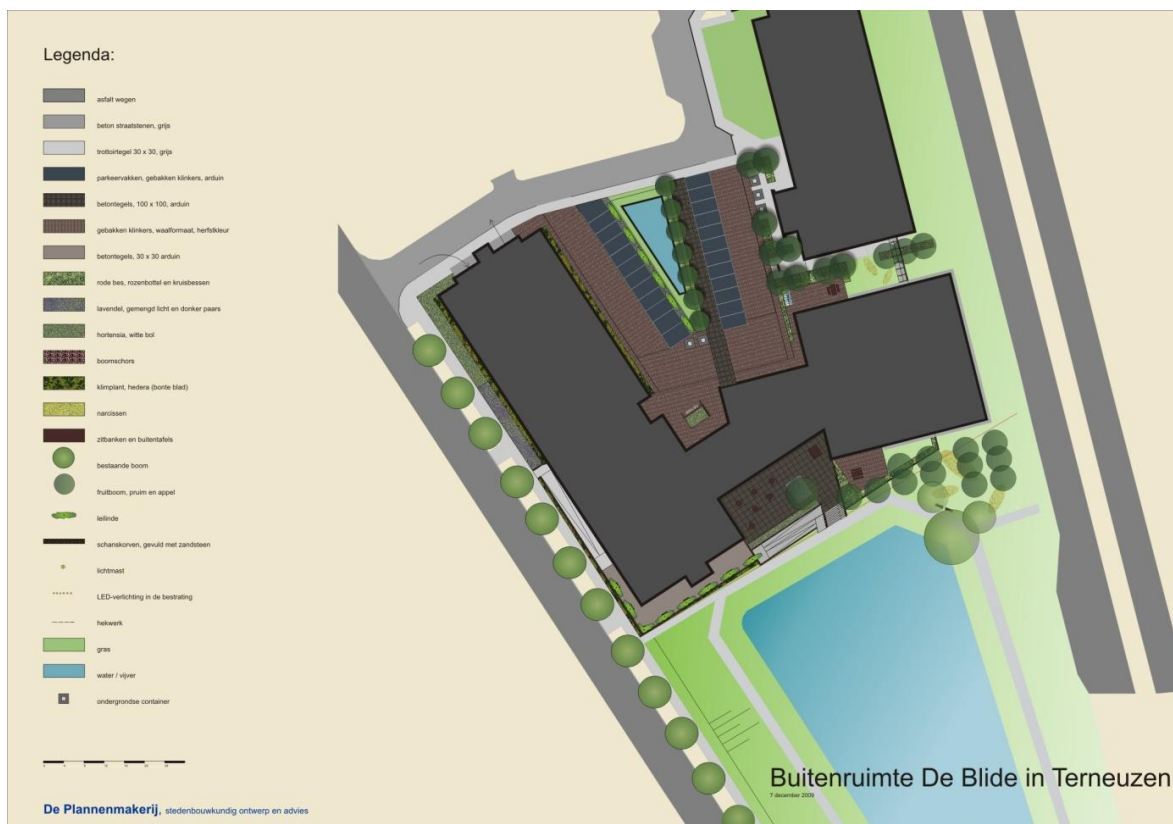 Legenda:
asfalt wegen
beton straatstenen, grijs
trottoirtegel 30 x 30, grijs
parkeervakken, gebakken klinkers, arduin
betontegels, 100 x 100, arduin
gebakken klinkers, waalformaat, herfstkleur
betontegels, 30 x 30 arduin
rode bes, rozenbottel en kruisbessen
lavendel, gemengd licht en donker paars
hortensia, witte bol
boomschors
klimplant, hedera (bonte blad)
narcissen
zitbanken en buitentafels
bestaande boom
fruitboom, pruim en appel
leilinde
schanskorven, gevuld met zandsteen
lichtmast
LED-verlichting in de bestrating
hekwerk
gras
water / vijver
ondergrondse container
De Plannenmakerij, stedenbouwkundig ontwerp en advies
Buitenruimte De Blide in Terneuzen
7 december 2009